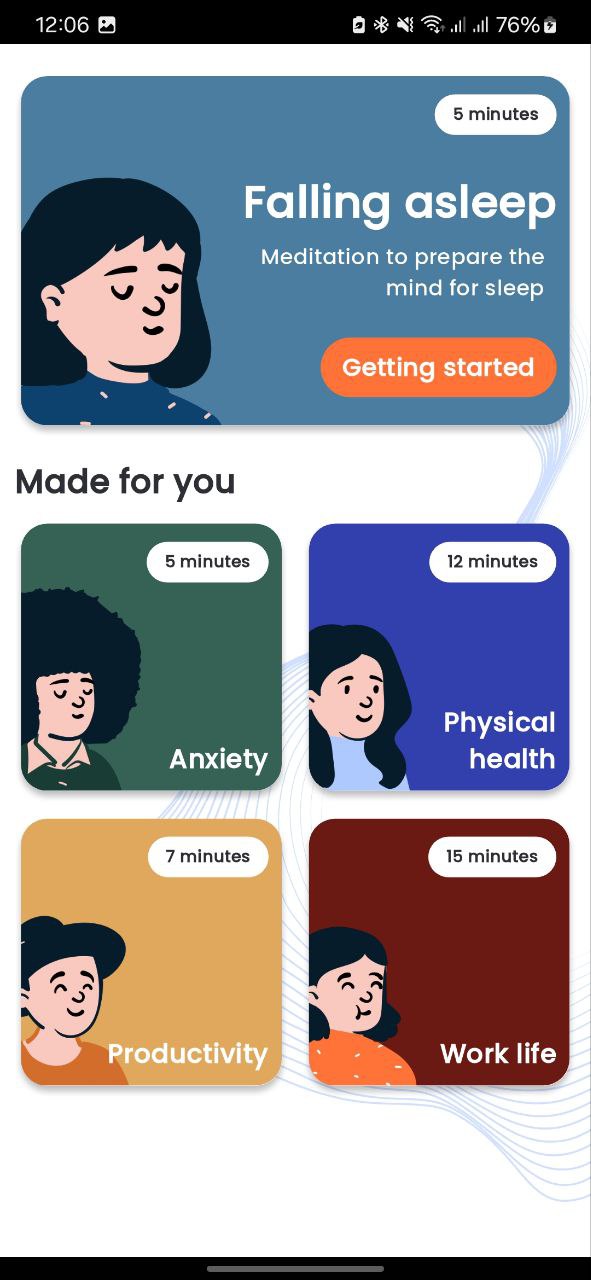 12:06 76%
5 minutes
Falling asleep
Meditation to prepare the
mind for sleep
Getting started
Made for you
5 minutes
Anxiety
12 minutes
Physical
health
7 minutes
Productivity
15 minutes
Work life